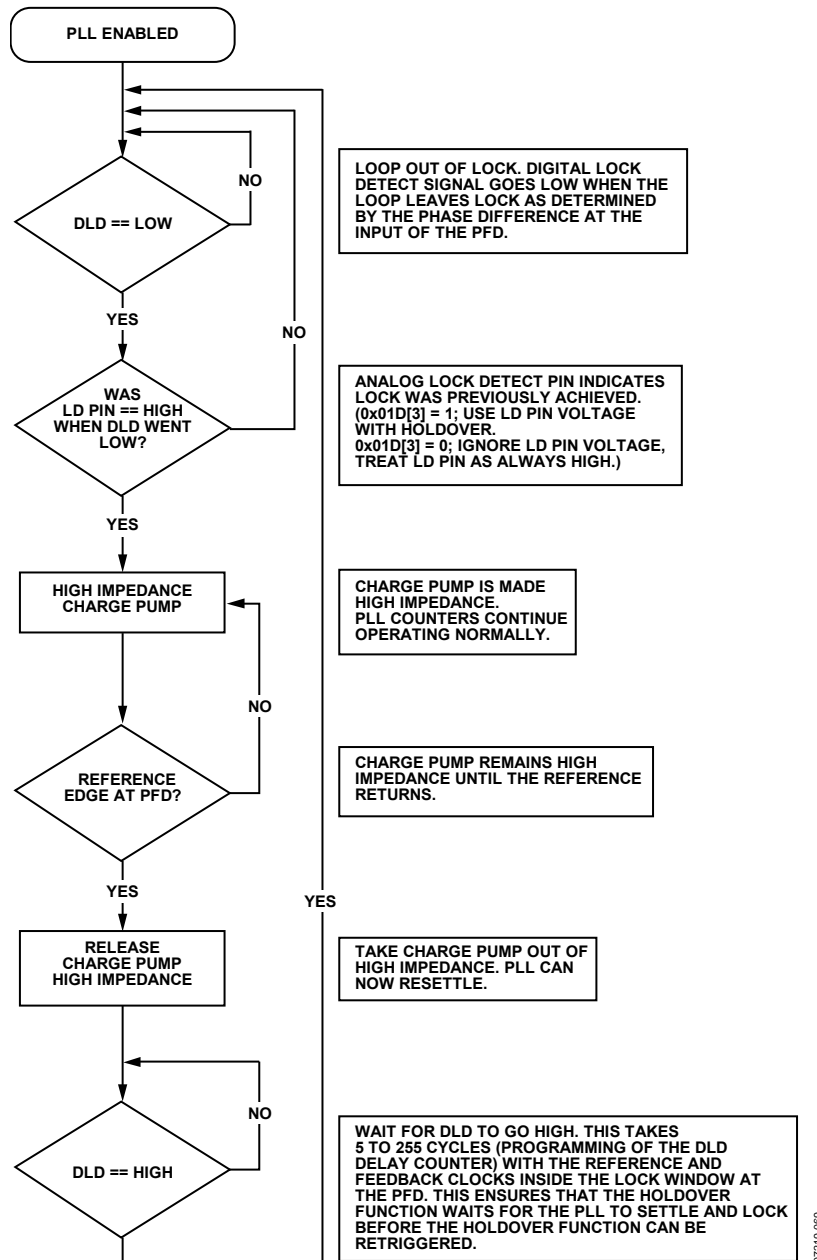 PLL ENABLED
NO
DLD == LOW
LOOP OUT OF LOCK. DIGITAL LOCK
DETECT SIGNAL GOES LOW WHEN THE
LOOP LEAVES LOCK AS DETERMINED
BY THE PHASE DIFFERENCE AT THE
INPUT OF THE PFD.
YES
NO
WAS
LD PIN == HIGH
WHEN DLD WENT
LOW?
ANALOG LOCK DETECT PIN INDICATES
LOCK WAS PREVIOUSLY ACHIEVED.
(0x01D[3] = 1; USE LD PIN VOLTAGE
WITH HOLDOVER.
0x01D[3] = 0; IGNORE LD PIN VOLTAGE,
TREAT LD PIN AS ALWAYS HIGH.)
YES
HIGH IMPEDANCE
CHARGE PUMP
CHARGE PUMP IS MADE
HIGH IMPEDANCE.
PLL COUNTERS CONTINUE
OPERATING NORMALLY.
NO
REFERENCE
EDGE AT PFD?
CHARGE PUMP REMAINS HIGH
IMPEDANCE UNTIL THE REFERENCE
RETURNS.
YES
YES
RELEASE
CHARGE PUMP
HIGH IMPEDANCE
TAKE CHARGE PUMP OUT OF
HIGH IMPEDANCE. PLL CAN
NOW RESETTLE.
NO
DLD == HIGH
WAIT FOR DLD TO GO HIGH. THIS TAKES
5 TO 255 CYCLES (PROGRAMMING OF THE DLD
DELAY COUNTER) WITH THE REFERENCE AND
FEEDBACK CLOCKS INSIDE THE LOCK WINDOW AT
THE PFD. THIS ENSURES THAT THE HOLDOVER
FUNCTION WAITS FOR THE PLL TO SETTLE AND LOCK
BEFORE THE HOLDOVER FUNCTION CAN BE
RETRIGGERED.